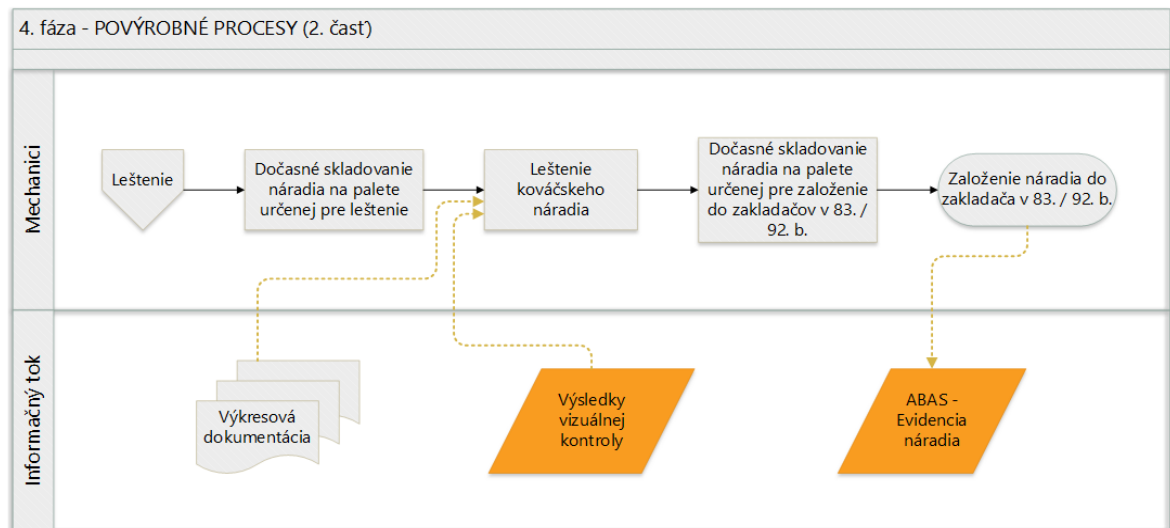 4. fáza - POVÝROBNÉ PROCESY (2. časť)
Mechanici
Leštenie
Dočasné skladovanie
náradia na palete
určenej pre leštenie
Leštenie
kováčskeho
náradia
Dočasné skladovanie
náradia na palete
určenej pre založenie
do zakladačov v 83. /
92. b.
Založenie náradia do
zakladača v 83. / 92. b.
Informačný tok
Výkresová
dokumentácia
Výsledky
vizuálnej
kontroly
ABAS -
Evidencia
náradia